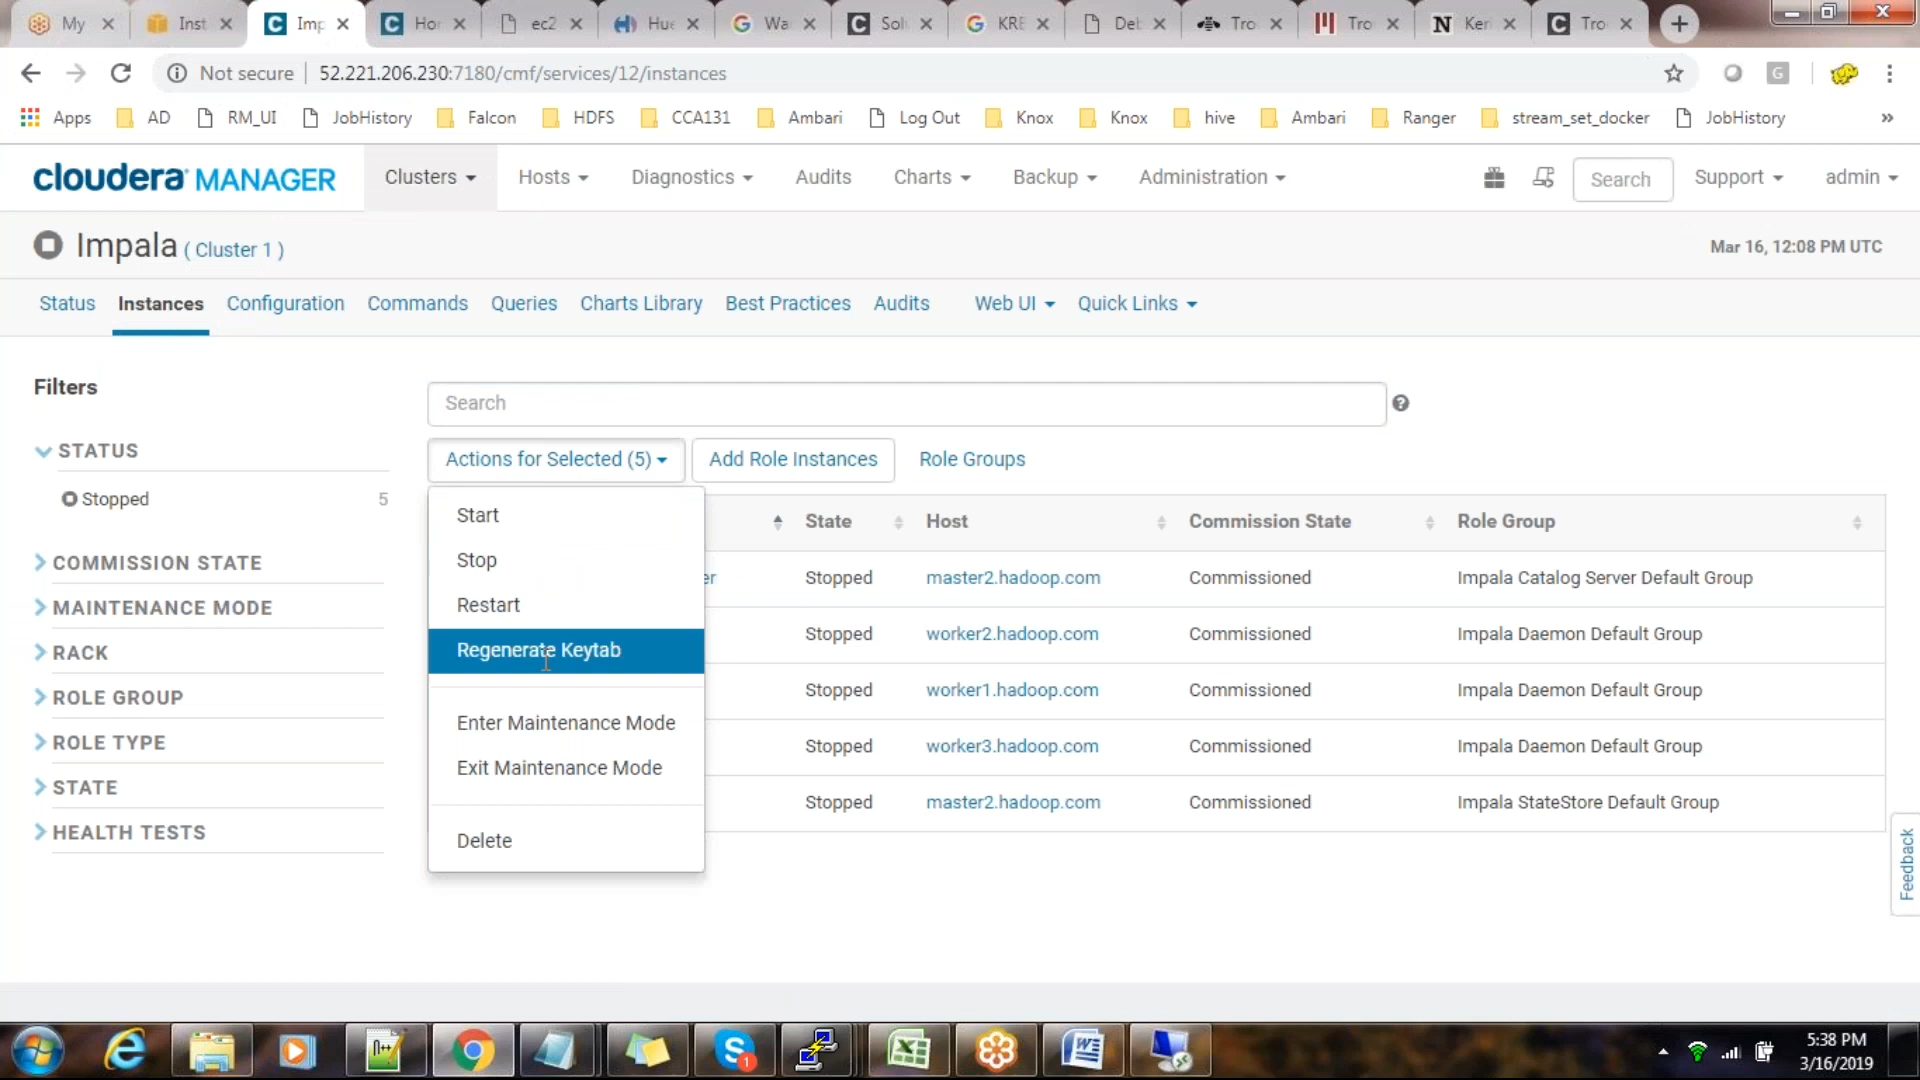 My
Inst
Imp
Hor
ec2
Hue
Wa
Solu
KRE
Deb
Tro
Tro
Ker
Tro
Not secure
52.221.206.230:7180/cmf/services/12/instances
Apps
AD
RM_UI
JobHistory
Falcon
HDFS
CCA131
Ambari
Log Out
Knox
Knox
hive
Ambari
Ranger
stream_set_docker
JobHistory
»
cloudera MANAGER
Clusters
Hosts
Diagnostics
Audits
Charts
Backup
Administration
Search
Support
admin
Impala ( Cluster 1 )
Mar 16, 12:08 PM UTC
Status
Instances
Configuration
Commands
Queries
Charts Library
Best Practices
Audits
Web UI
Quick Links
Filters
Search
STATUS
Actions for Selected (5)
Add Role Instances
Role Groups
Stopped 5
Start
Stop
Restart
Regenerate Keytab
Enter Maintenance Mode
Exit Maintenance Mode
Delete
State Host Commission State Role Group
er Stopped master2.hadoop.com Commissioned Impala Catalog Server Default Group
Stopped worker2.hadoop.com Commissioned Impala Daemon Default Group
Stopped worker1.hadoop.com Commissioned Impala Daemon Default Group
Stopped worker3.hadoop.com Commissioned Impala Daemon Default Group
Stopped master2.hadoop.com Commissioned Impala StateStore Default Group
COMMISSION STATE
MAINTENANCE MODE
RACK
ROLE GROUP
ROLE TYPE
STATE
HEALTH TESTS
Feedback
5:38 PM
3/16/2019